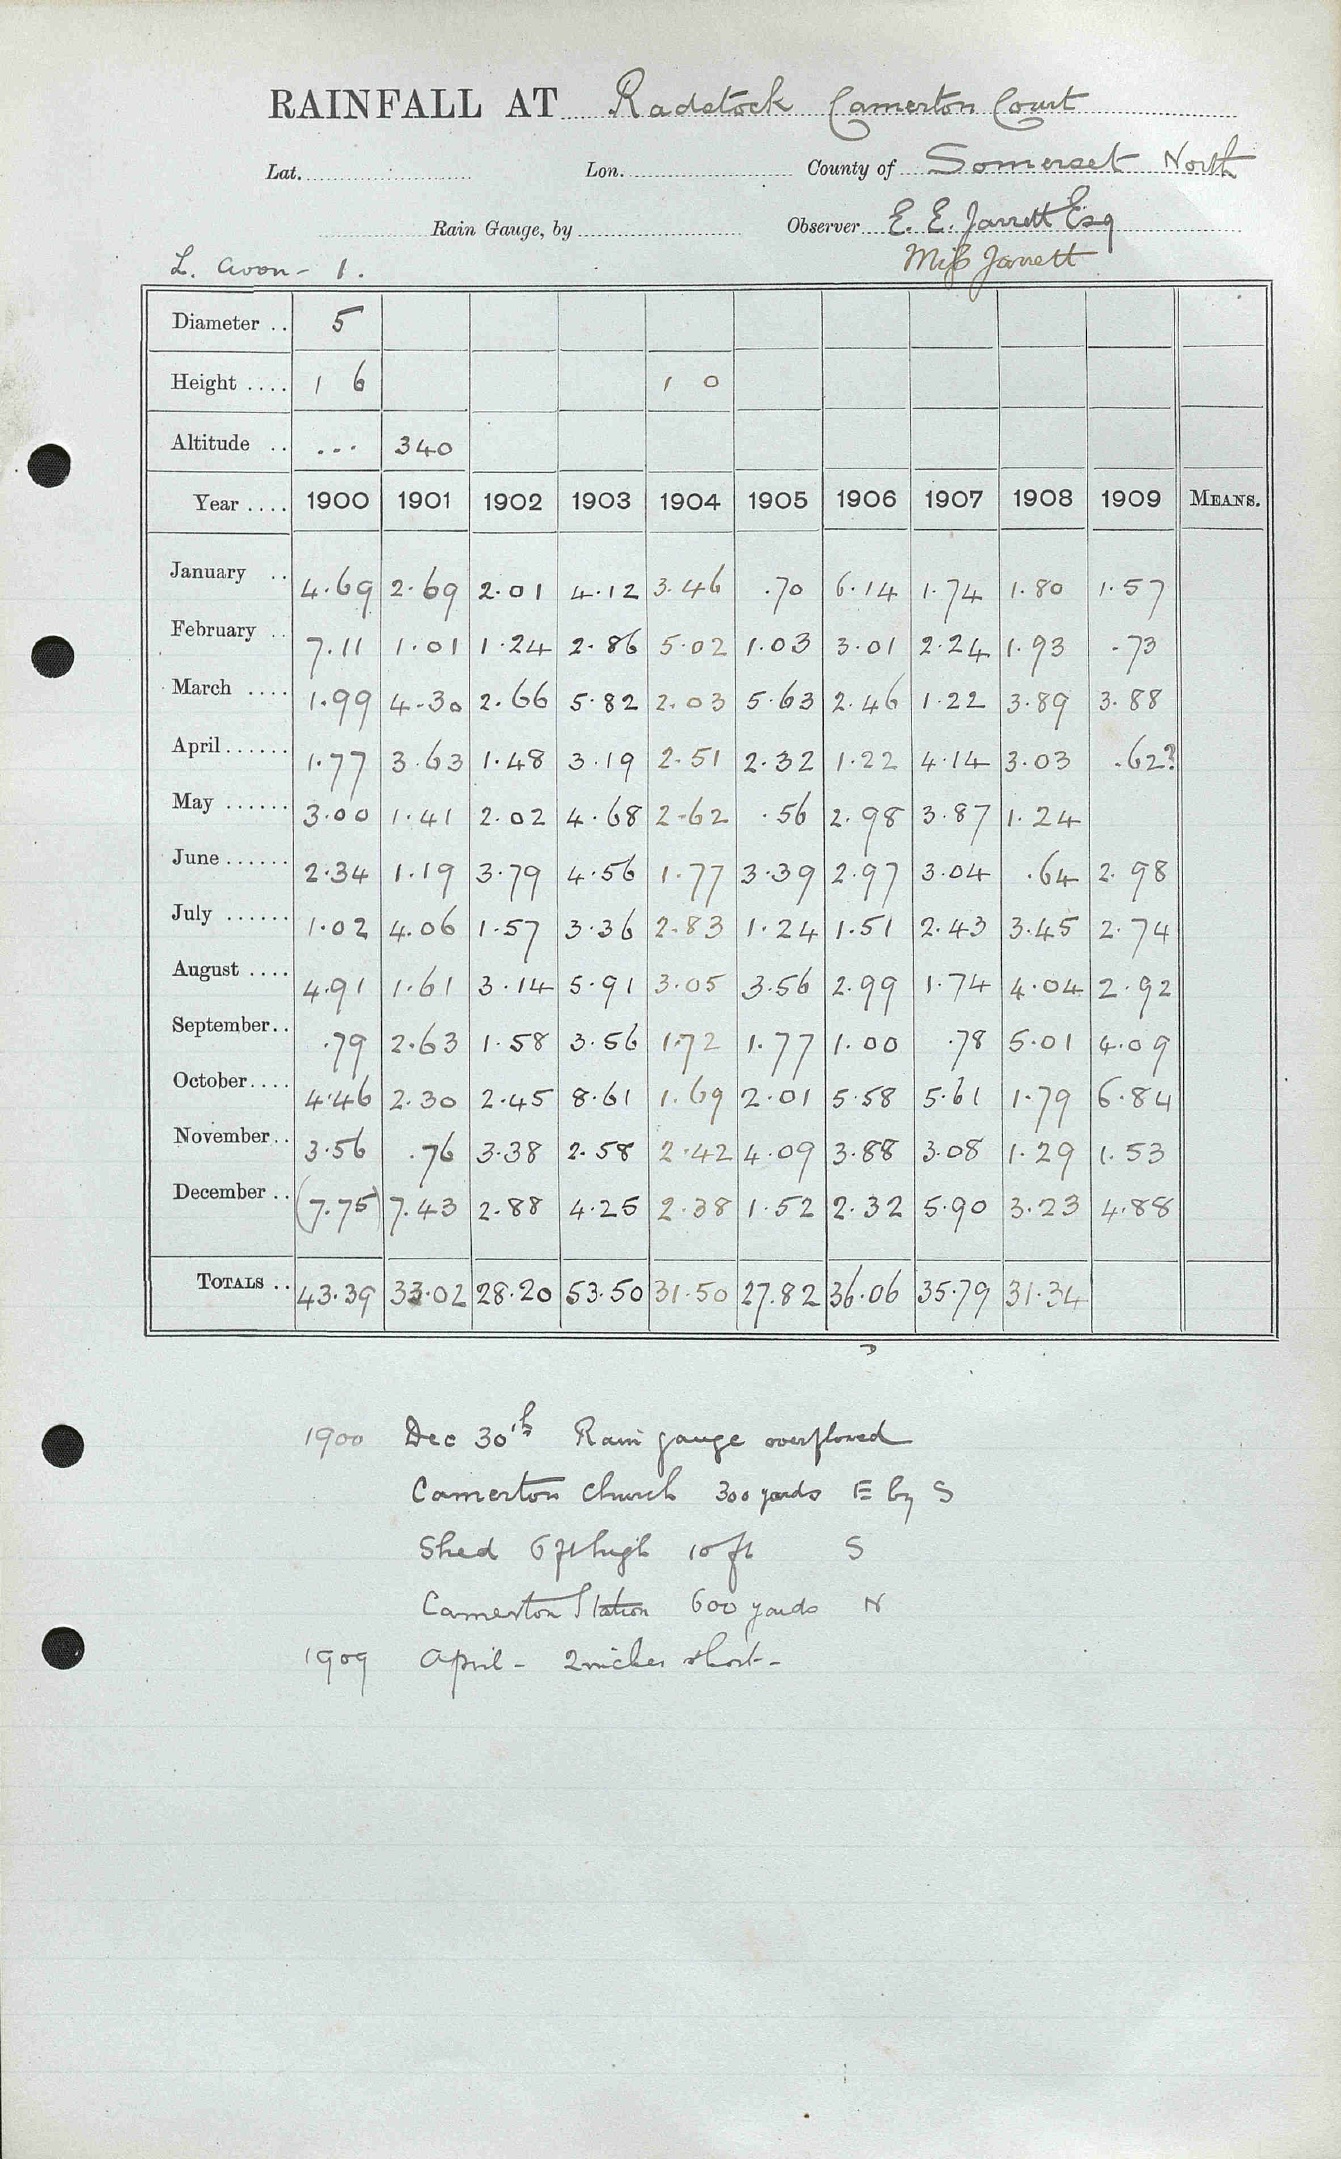 RAINFALL AT Radstock Camerton Court
Lat. Lon. County of Somerset North
Rain Gauge, by Observer E. E. Jarrett Esq
L. Avon - 1. Miss Jarrett
Diameter .. 5
Height .... 1 6 1 0
Altitude .. ... 340
Year .... 1900 1901 1902 1903 1904 1905 1906 1907 1908 1909 MEANS.
January .. 4.69 2.69 2.01 4.12 3.46 .70 6.14 1.74 1.80 1.57
February .. 7.11 1.01 1.24 2.86 5.02 1.03 3.01 2.24 1.93 .73
March .... 1.99 4.30 2.66 5.82 2.03 5.63 2.46 1.22 3.89 3.88
April ...... 1.77 3.63 1.48 3.19 2.51 2.32 1.22 4.14 3.03 .62?
May ...... 3.00 1.41 2.02 4.68 2.62 .56 2.98 3.87 1.24
June ...... 2.34 1.19 3.79 4.56 1.77 3.39 2.97 3.04 .64 2.98
July ...... 1.02 4.06 1.57 3.36 2.83 1.24 1.51 2.43 3.45 2.74
August .... 4.91 1.61 3.14 5.91 3.05 3.56 2.99 1.74 4.04 2.92
September .. .79 2.63 1.58 3.56 1.72 1.77 1.00 .78 5.01 4.09
October .... 4.46 2.30 2.45 8.61 1.69 2.01 5.58 5.61 1.79 6.84
November .. 3.56 .76 3.38 2.58 2.42 4.09 3.88 3.08 1.29 1.53
December .. (7.75) 7.43 2.88 4.25 2.38 1.52 2.32 5.90 3.23 4.88
TOTALS .. 43.39 33.02 28.20 53.50 31.50 27.82 36.06 35.79 31.34
1900 Dec 30th Rain gauge overflowed
Camerton Church 300 yards E by S
Shed 6 ft high 10 ft S
Camerton Station 600 yards N
1909 April - 2 inches short -